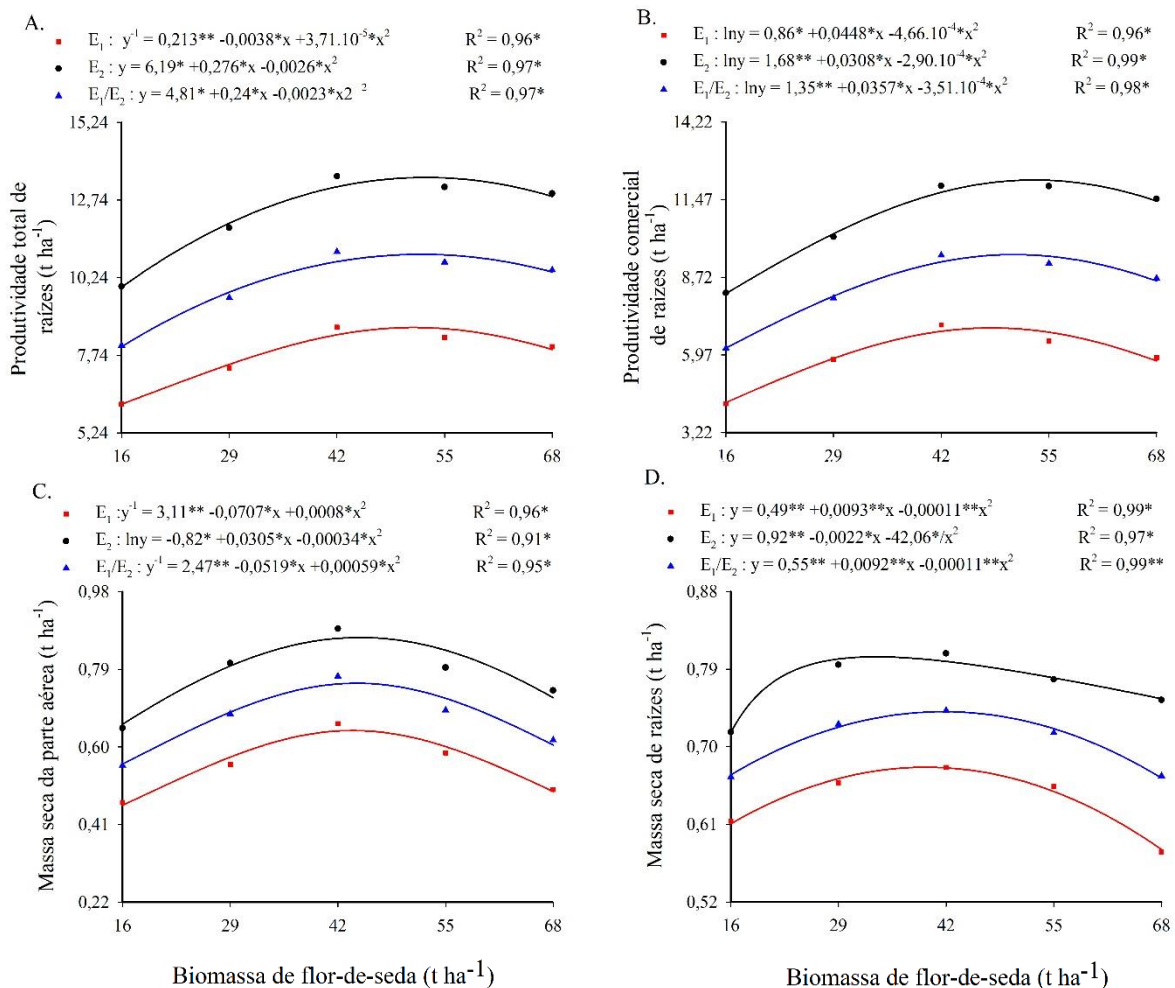 A.
E₁ : y⁻¹ = 0,213** -0,0038*x +3,71.10⁻⁵*x² R² = 0,96*
E₂ : y = 6,19* +0,276*x -0,0026*x² R² = 0,97*
E₁/E₂ : y = 4,81* + 0,24*x -0,0023*x2 ² R² = 0,97*
Produtividade total de
raízes (t ha⁻¹)
15,24
12,74
10,24
7,74
5,24
16 29 42 55 68
B.
E₁ : lny = 0,86* +0,0448*x -4,66.10⁻⁴*x² R² = 0,96*
E₂ : lny = 1,68** +0,0308*x -2,90.10⁻⁴*x² R² = 0,99*
E₁/E₂ : lny = 1,35** +0,0357*x -3,51.10⁻⁴*x² R² = 0,98*
Produtividade comercial
de raizes (t ha⁻¹)
14,22
11,47
8,72
5,97
3,22
16 29 42 55 68
C.
E₁ :y⁻¹ = 3,11** -0,0707*x +0,0008*x² R² = 0,96*
E₂ : lny = -0,82* +0,0305*x -0,00034*x² R² = 0,91*
E₁/E₂ : y⁻¹ = 2,47** -0,0519*x +0,00059*x² R² = 0,95*
Massa seca da parte aérea (t ha⁻¹)
0,98
0,79
0,60
0,41
0,22
16 29 42 55 68
Biomassa de flor-de-seda (t ha⁻¹)
D.
E₁ : y = 0,49** +0,0093**x -0,00011**x² R² = 0,99*
E₂ : y = 0,92** -0,0022*x -42,06*/x² R² = 0,97*
E₁/E₂ : y = 0,55** +0,0092**x -0,00011**x² R² = 0,99**
Massa seca de raízes (t ha⁻¹)
0,88
0,79
0,70
0,61
0,52
16 29 42 55 68
Biomassa de flor-de-seda (t ha⁻¹)